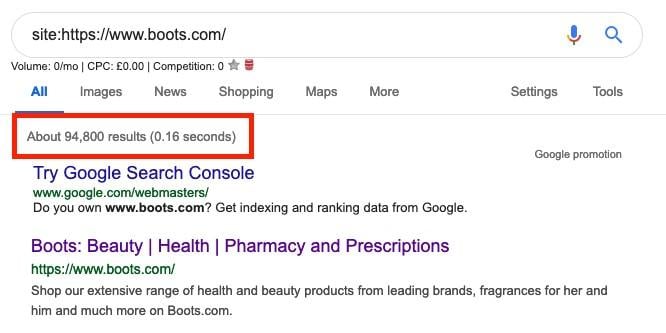 site:https://www.boots.com/
Volume: 0/mo | CPC: £0.00 | Competition: 0
All Images News Shopping Maps More Settings Tools
About 94,800 results (0.16 seconds)
Google promotion
Try Google Search Console
www.google.com/webmasters/
Do you own www.boots.com? Get indexing and ranking data from Google.
Boots: Beauty | Health | Pharmacy and Prescriptions
https://www.boots.com/
Shop our extensive range of health and beauty products from leading brands, fragrances for her and
him and much more on Boots.com.